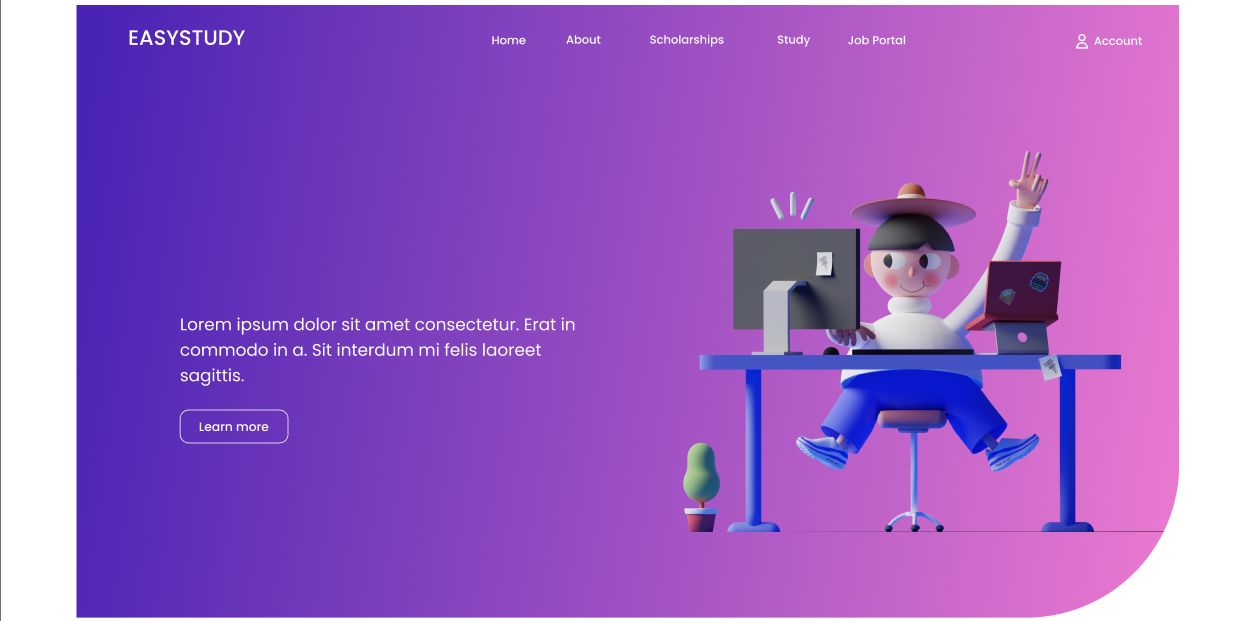 EASYSTUDY
Home
About
Scholarships
Study
Job Portal
Account
Lorem ipsum dolor sit amet consectetur. Erat in
commodo in a. Sit interdum mi felis laoreet
sagittis.
Learn more